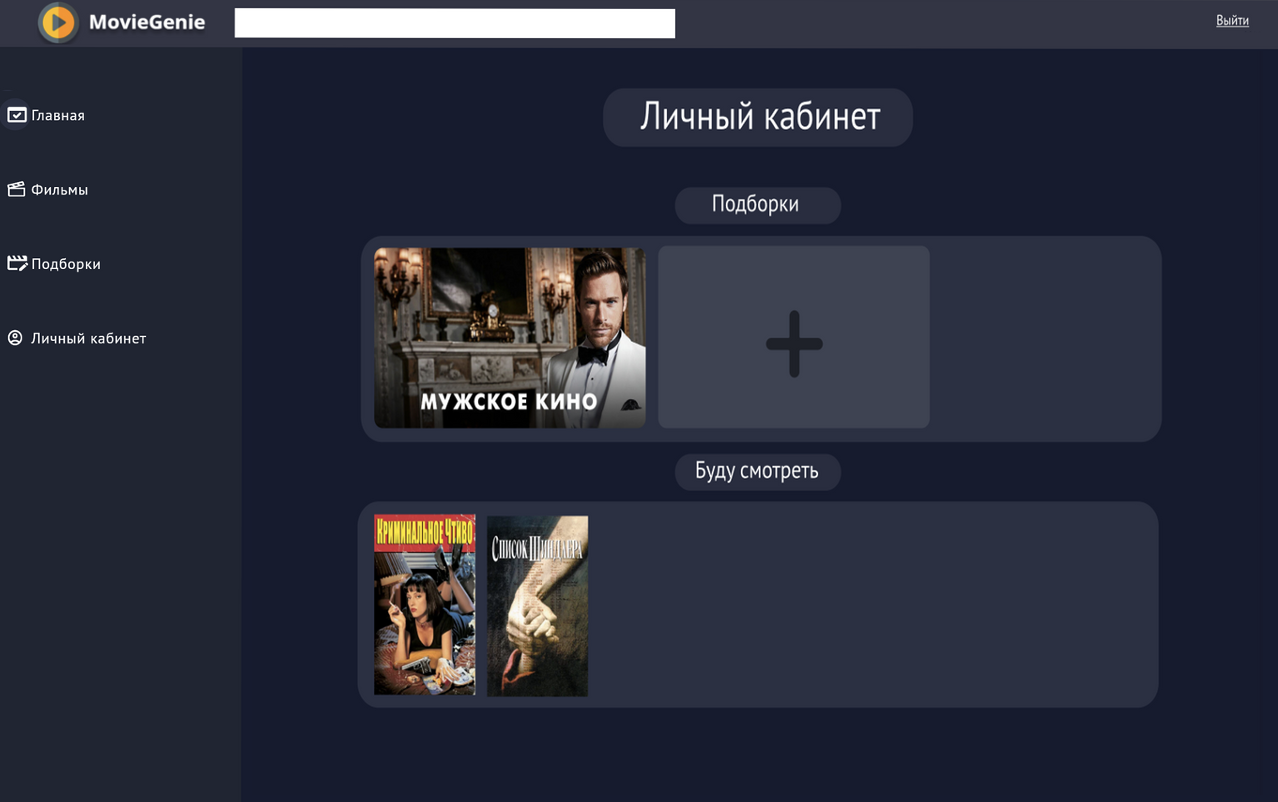 MovieGenie
Выйти
Главная
Фильмы
Подборки
Личный кабинет
Личный кабинет
Подборки
МУЖСКОЕ КИНО
Буду смотреть
Криминальное Чтиво
Список Шиндлера